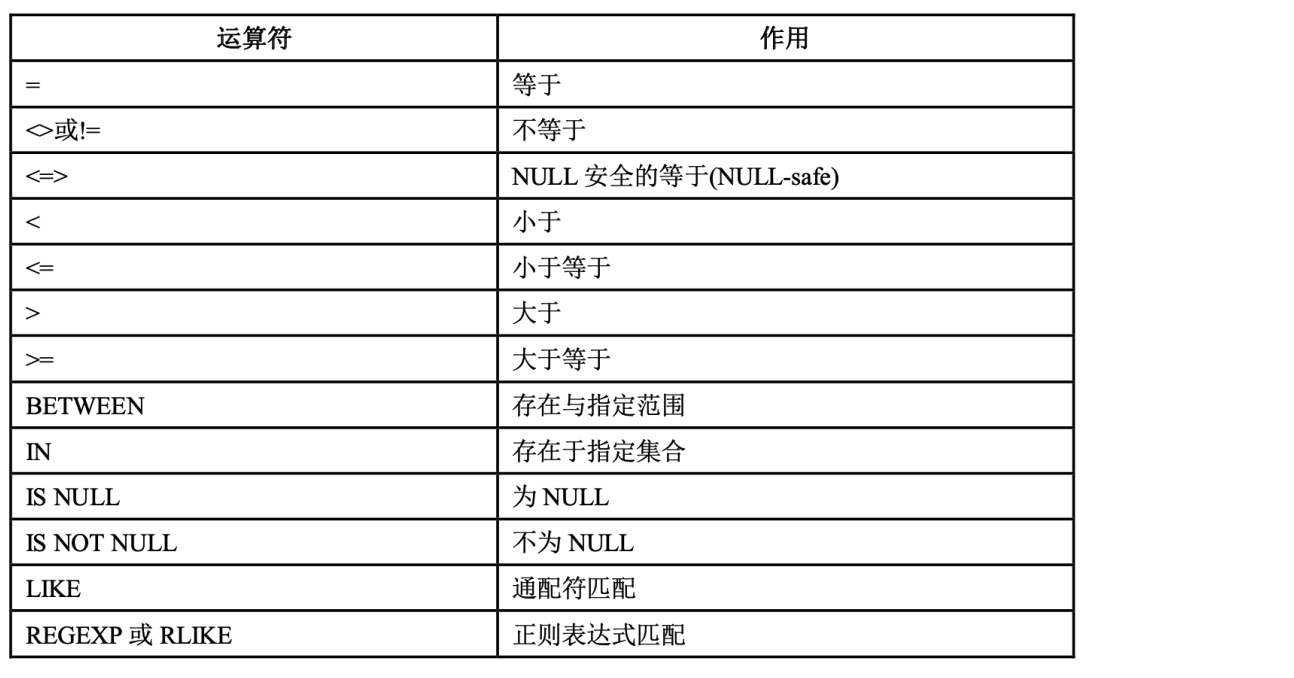 运算符 作用
= 等于
<>或!= 不等于
<=> NULL 安全的等于(NULL-safe)
< 小于
<= 小于等于
> 大于
>= 大于等于
BETWEEN 存在与指定范围
IN 存在于指定集合
IS NULL 为 NULL
IS NOT NULL 不为 NULL
LIKE 通配符匹配
REGEXP 或 RLIKE 正则表达式匹配